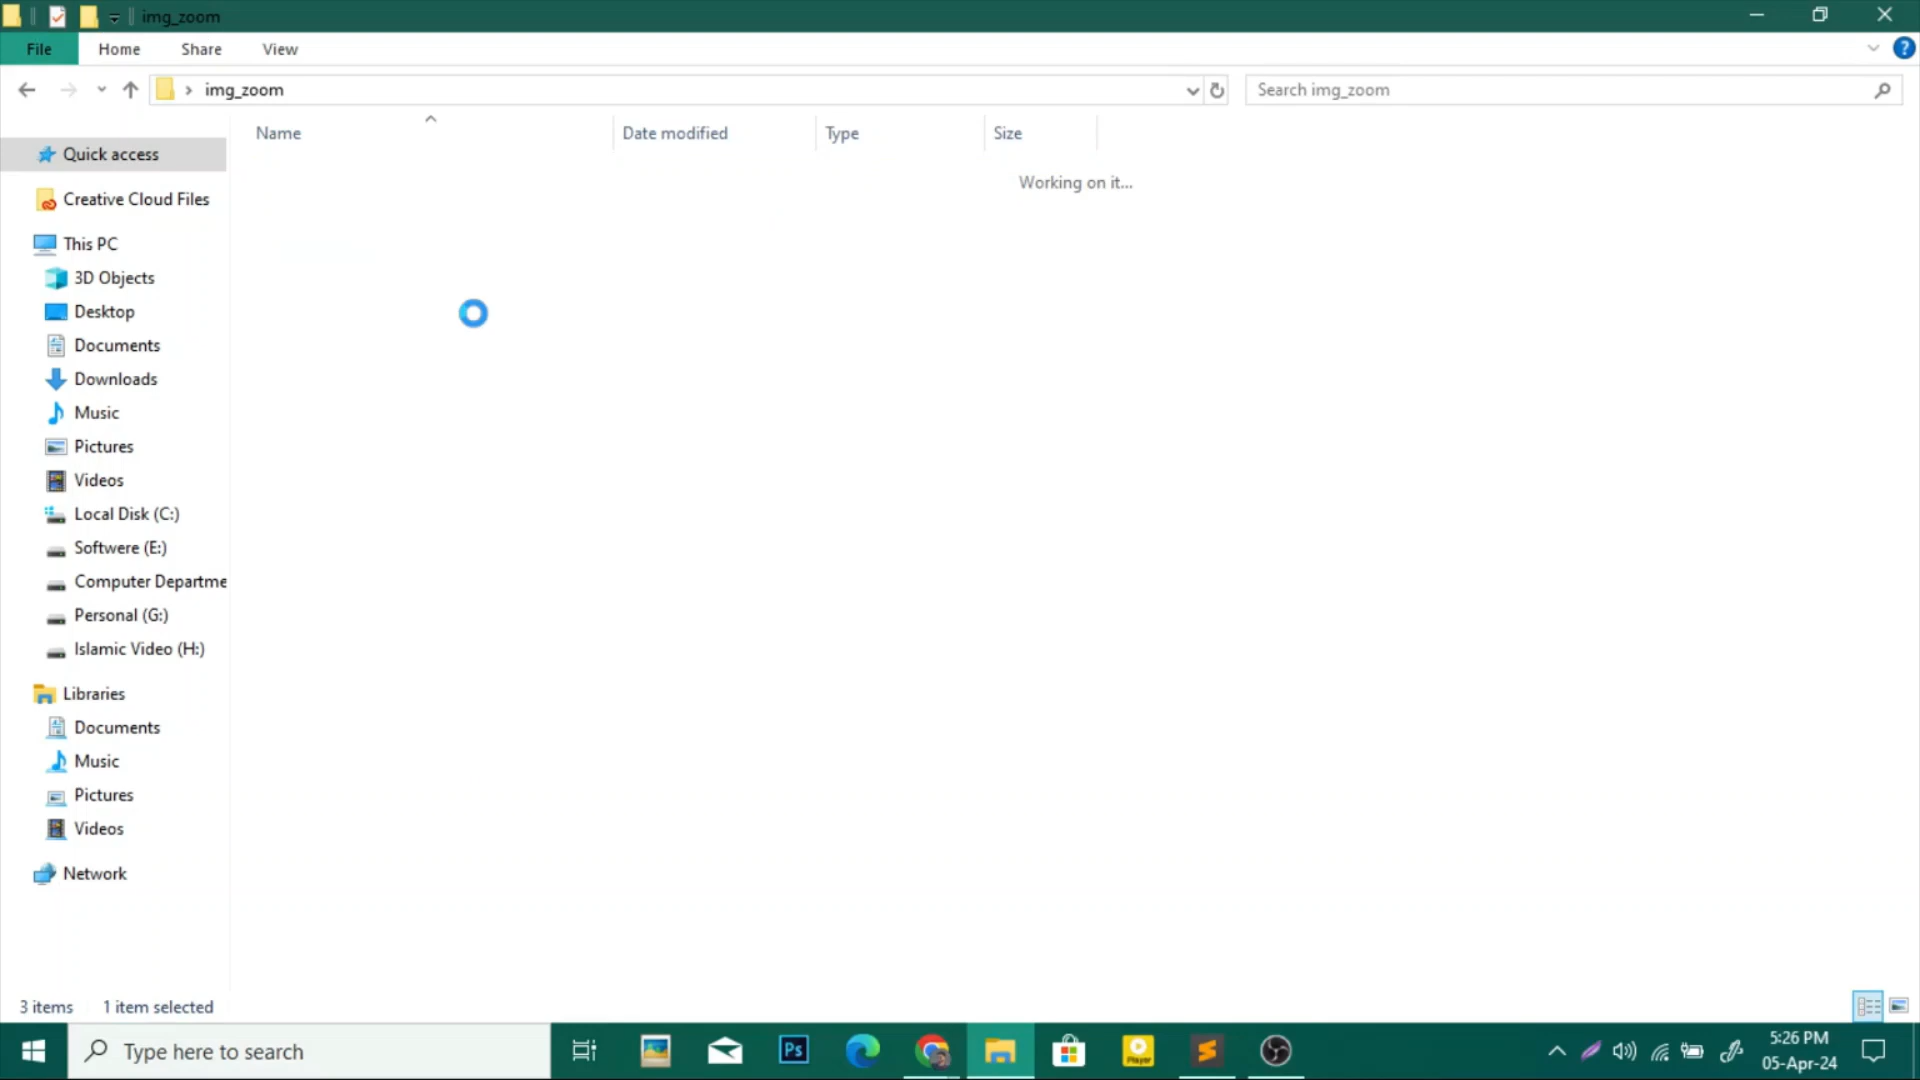 img_zoom
File Home Share View
img_zoom
Search img_zoom
Name Date modified Type Size
Working on it...
Quick access
Creative Cloud Files
This PC
3D Objects
Desktop
Documents
Downloads
Music
Pictures
Videos
Local Disk (C:)
Softwere (E:)
Computer Departme
Personal (G:)
Islamic Video (H:)
Libraries
Documents
Music
Pictures
Videos
Network
3 items 1 item selected
Type here to search
Ps
Player
5:26 PM
05-Apr-24